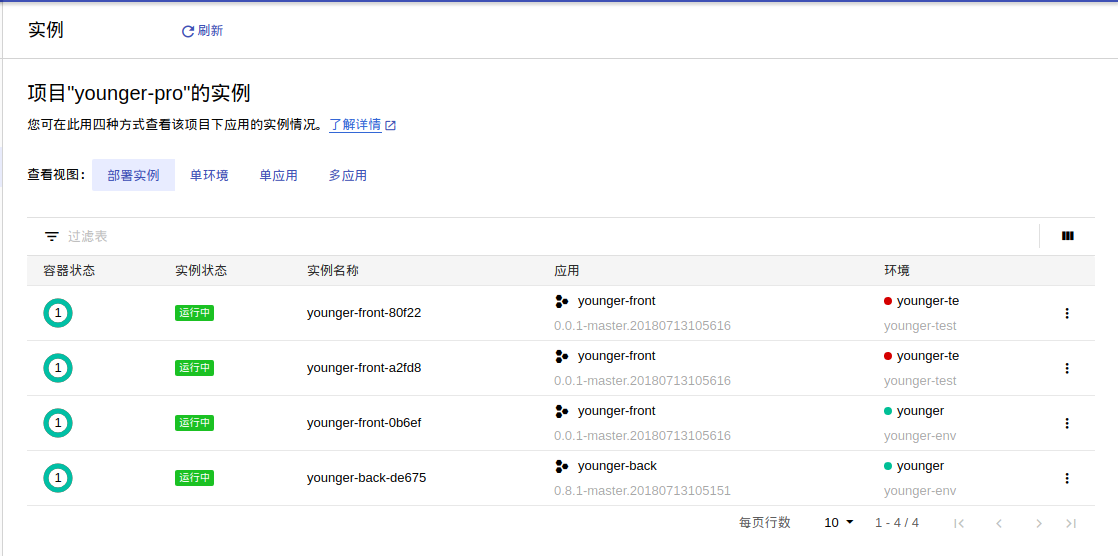 实例 刷新
项目"younger-pro"的实例
您可在此用四种方式查看该项目下应用的实例情况。了解详情
查看视图: 部署实例 单环境 单应用 多应用
过滤表
容器状态 实例状态 实例名称 应用 环境
1 运行中 younger-front-80f22 younger-front younger-te
0.0.1-master.20180713105616 younger-test
1 运行中 younger-front-a2fd8 younger-front younger-te
0.0.1-master.20180713105616 younger-test
1 运行中 younger-front-0b6ef younger-front younger
0.0.1-master.20180713105616 younger-env
1 运行中 younger-back-de675 younger-back younger
0.8.1-master.20180713105151 younger-env
每页行数 10 1 - 4 / 4